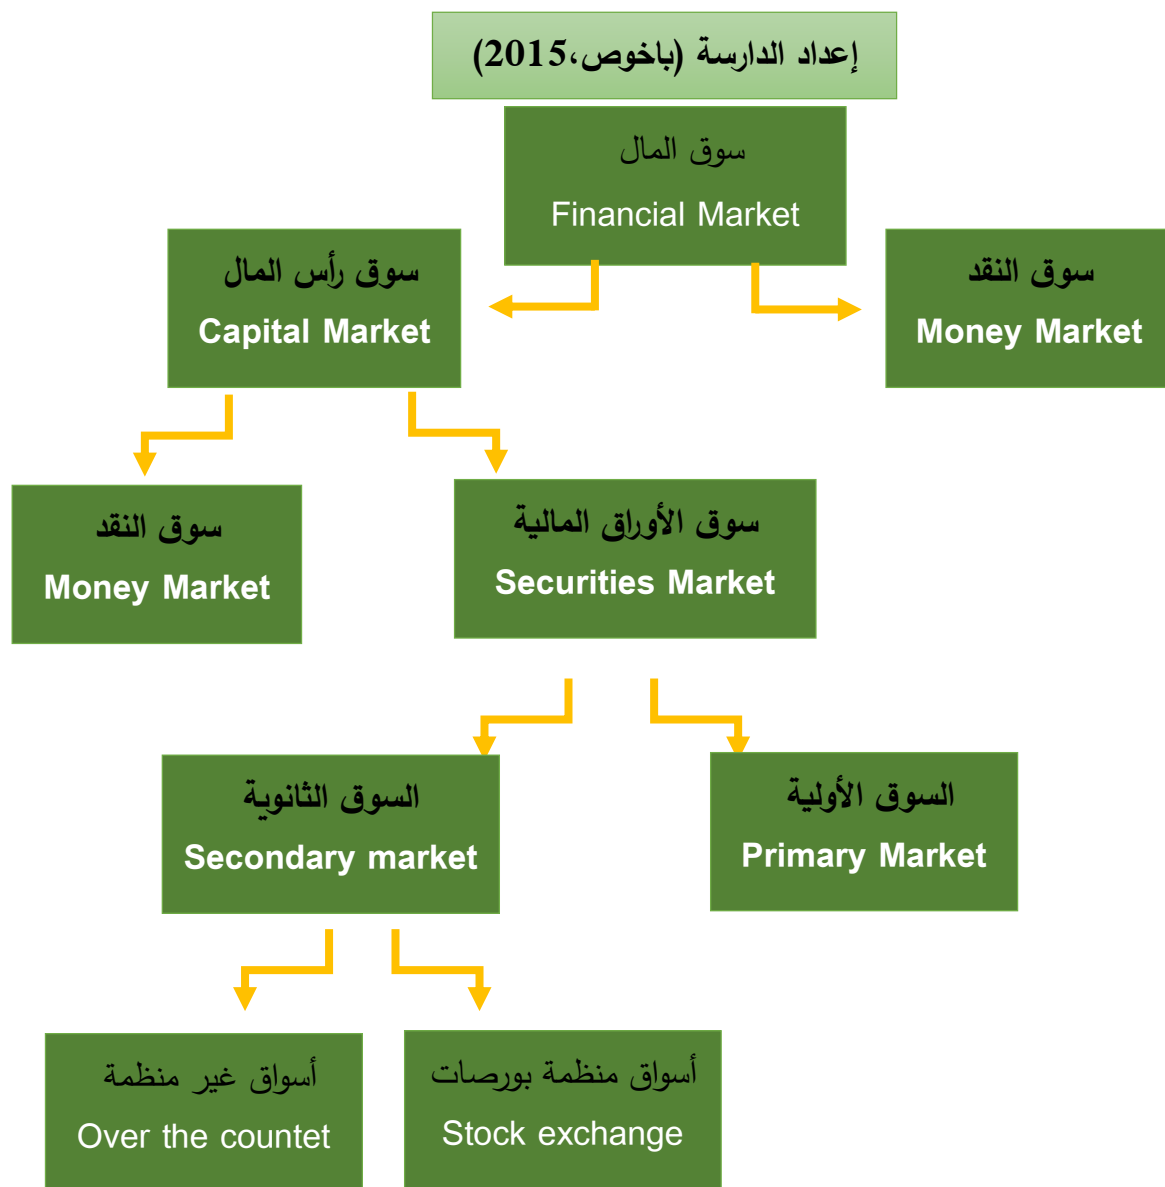 إعداد الدارسة (باخوص،2015)
سوق المال
Financial Market
سوق رأس المال
Capital Market
سوق النقد
Money Market
سوق النقد
Money Market
سوق الأوراق المالية
Securities Market
السوق الثانوية
Secondary market
السوق الأولية
Primary Market
أسواق غير منظمة
Over the countet
أسواق منظمة بورصات
Stock exchange